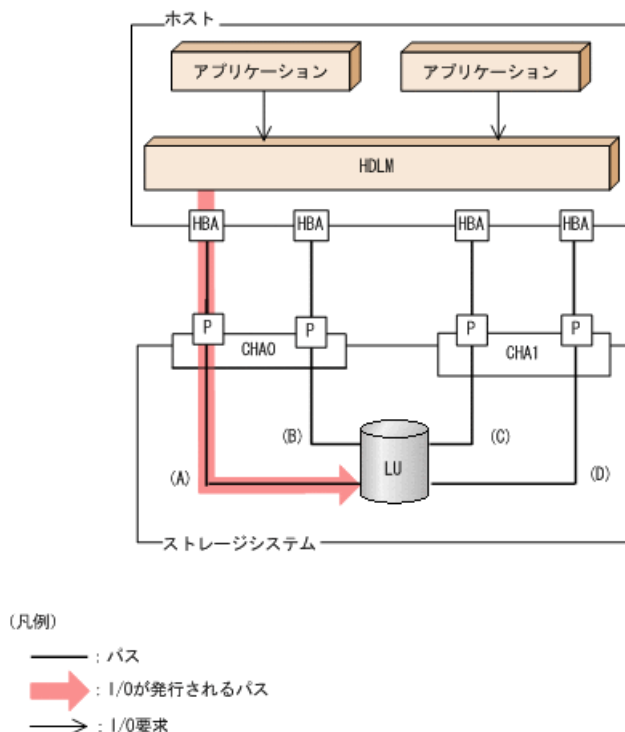 ホスト
アプリケーション アプリケーション
HDLM
HBA HBA HBA HBA
P P P P
CHA0 CHA1
(B) (C)
LU
(A) (D)
ストレージシステム
(凡例)
: パス
: I/Oが発行されるパス
: I/O要求